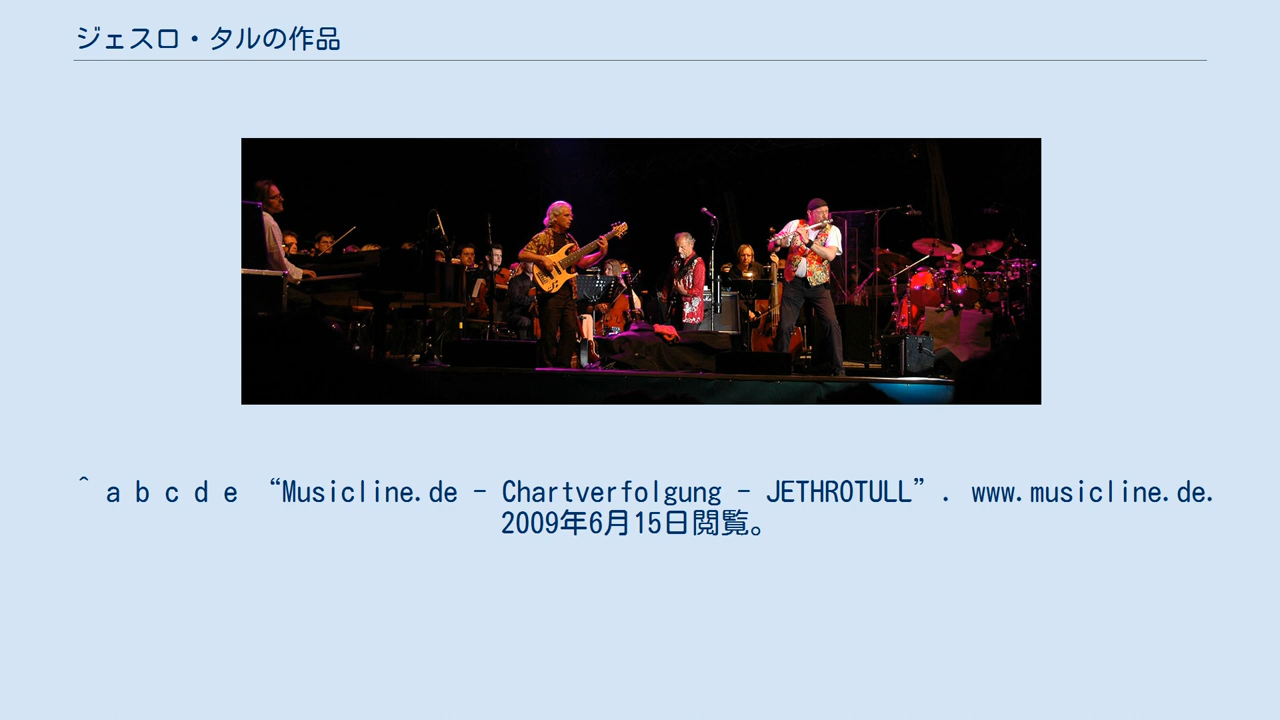 ジェスロ・タルの作品
^ a b c d e “Musicline.de - Chartverfolgung - JETHROTULL”. www.musicline.de.
2009年6月15日閲覧。